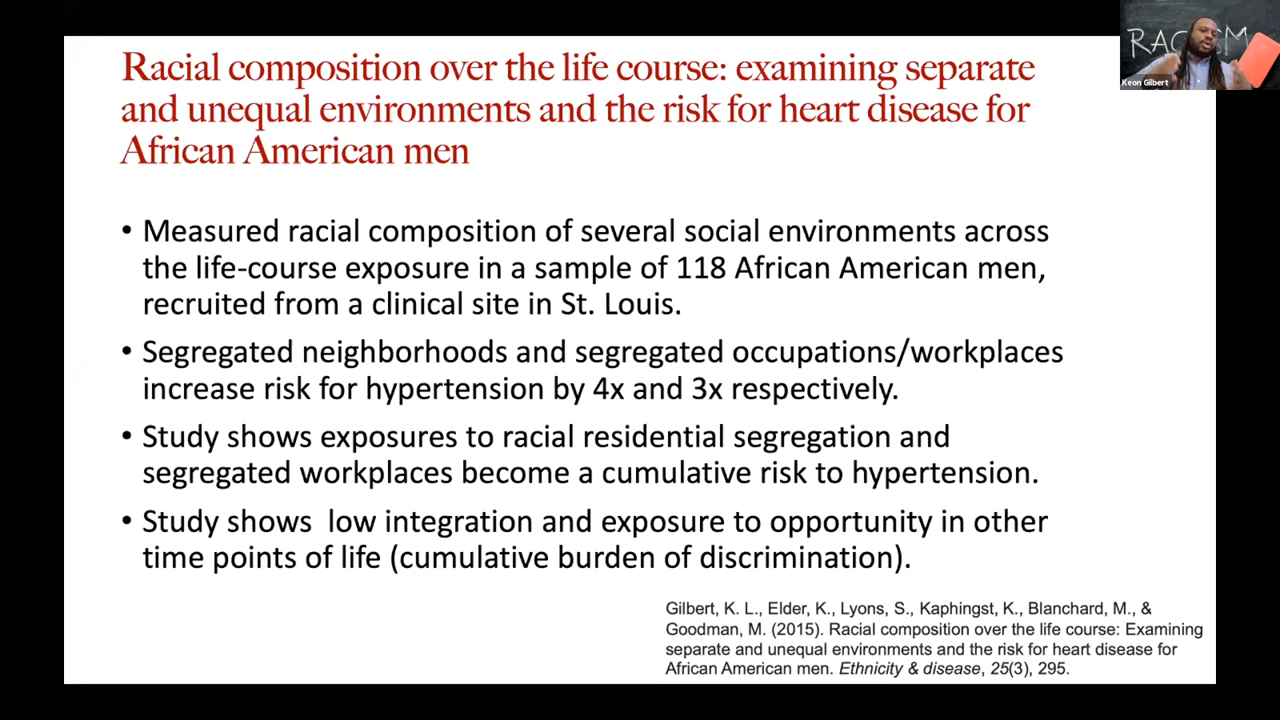 Racial composition over the life course: examining separate
and unequal environments and the risk for heart disease for
African American men
RACISM
Keon Gilbert
• Measured racial composition of several social environments across
the life-course exposure in a sample of 118 African American men,
recruited from a clinical site in St. Louis.
• Segregated neighborhoods and segregated occupations/workplaces
increase risk for hypertension by 4x and 3x respectively.
• Study shows exposures to racial residential segregation and
segregated workplaces become a cumulative risk to hypertension.
• Study shows  low integration and exposure to opportunity in other
time points of life (cumulative burden of discrimination).
Gilbert, K. L., Elder, K., Lyons, S., Kaphingst, K., Blanchard, M., &
Goodman, M. (2015). Racial composition over the life course: Examining
separate and unequal environments and the risk for heart disease for
African American men. Ethnicity & disease, 25(3), 295.